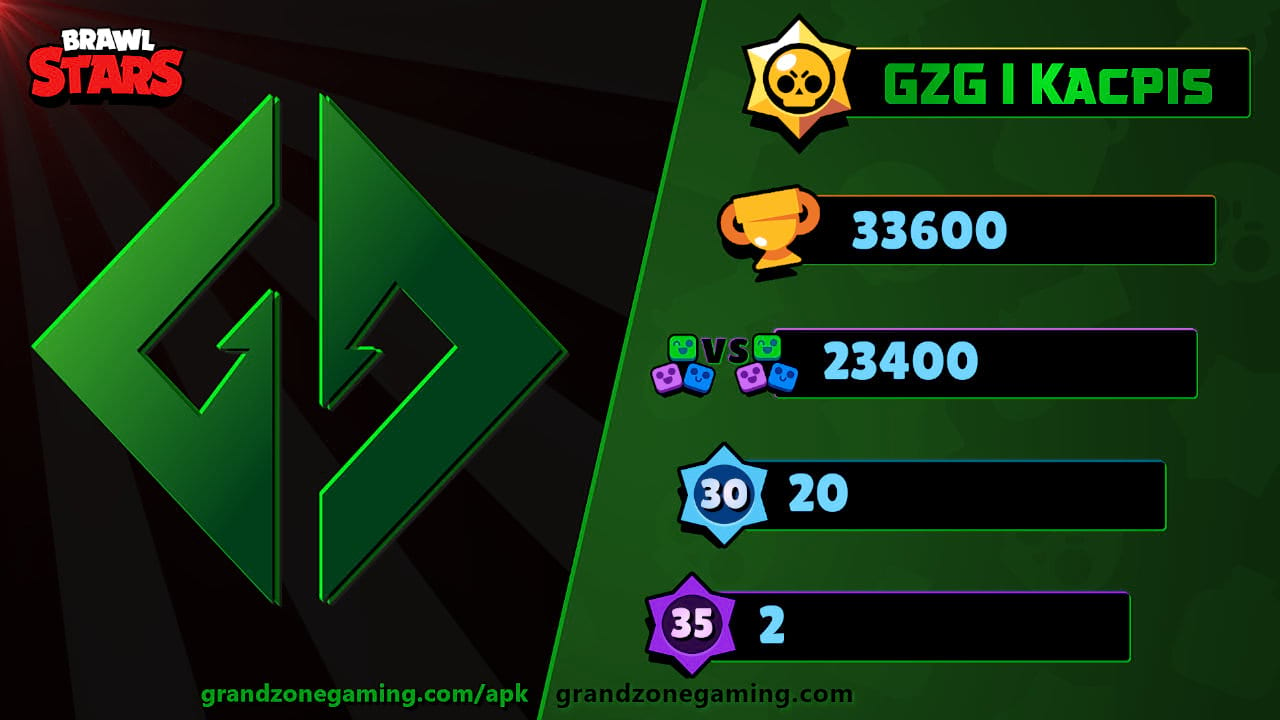 BRAWL
STARS
GZG | Kacpis
33600
VS
23400
30
20
35
2
grandzonegaming.com/apk
grandzonegaming.com